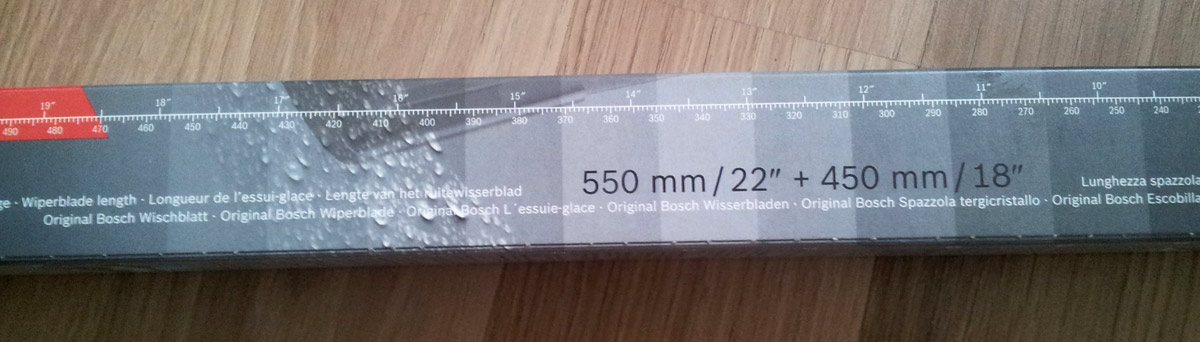 19″ 18″ 17″ 16″ 15″ 14″ 13″ 12″ 11″ 10″
490 480 470 460 450 440 430 420 410 400 390 380 370 360 350 340 330 320 310 300 290 280 270 260 250 240
550 mm/22″ + 450 mm/18″
· Wiperblade length · Longueur de l'essui-glace · Lengte van het ruitewisserblad
Lunghezza spazzola
Original Bosch Wischblatt · Original Bosch Wiperblade · Original Bosch L´essuie-glace · Original Bosch Wisserbladen · Original Bosch Spazzola tergicristallo · Original Bosch Escobilla